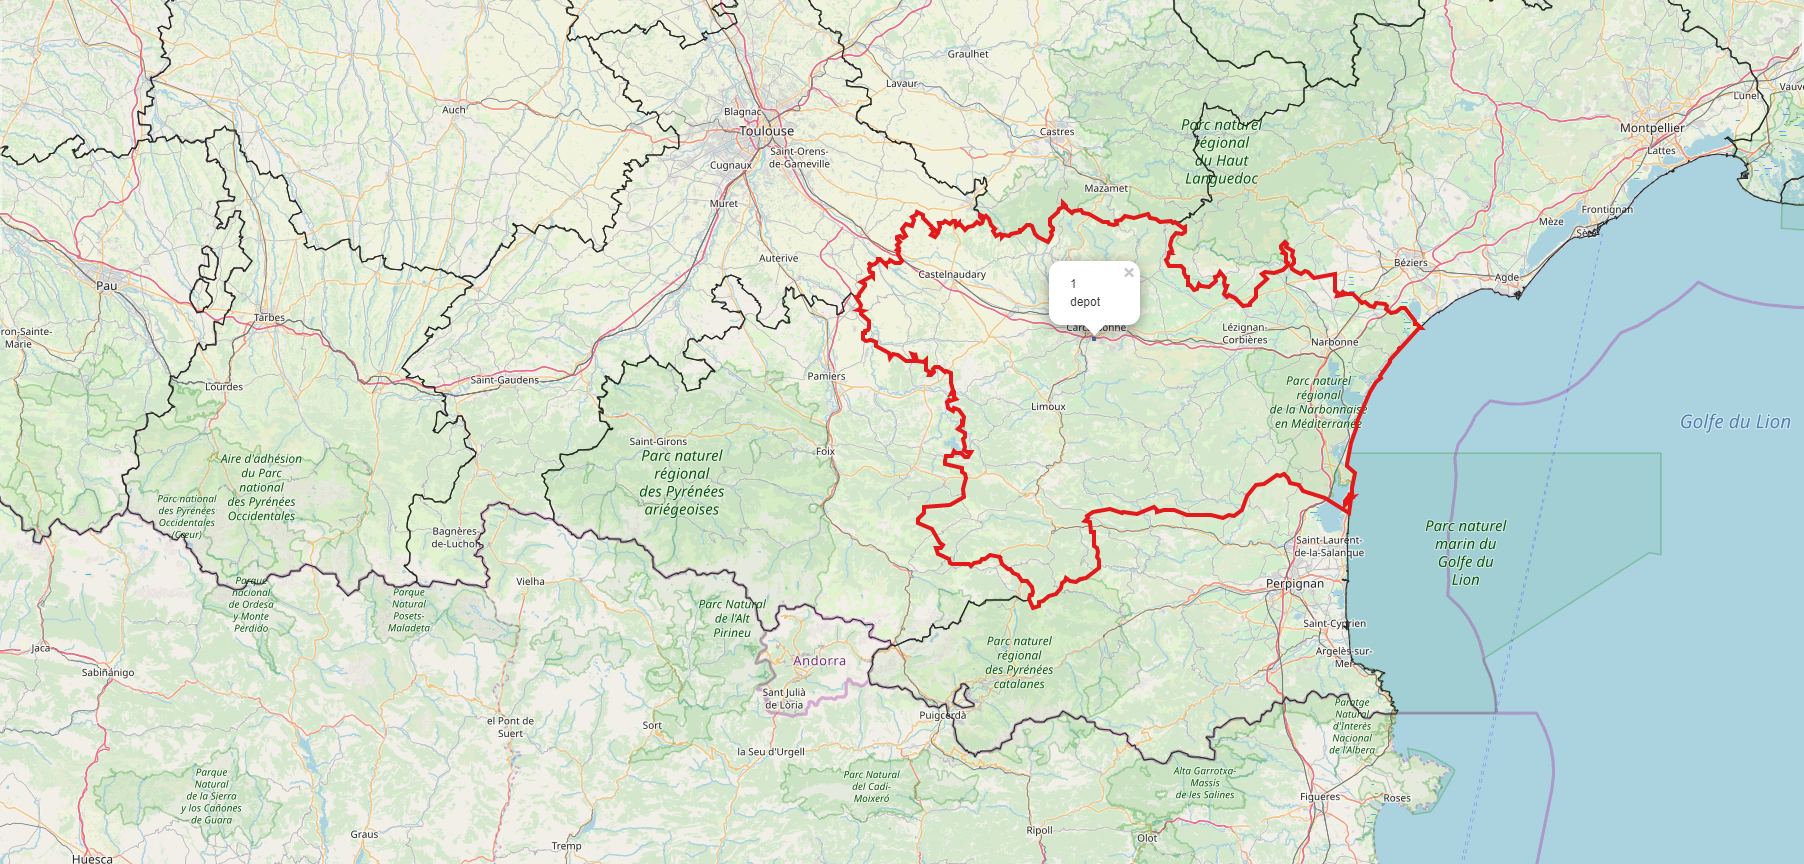 Graulhet
Lavaur
Auch
Blagnac
Toulouse
Saint-Orens-
de-Gameville
Cugnaux
Muret
Castres
Mazamet
Parc naturel
régional
du Haut
Languedoc
Lunel
Montpellier
Lattes
Frontignan
Mèze
Agde
Béziers
Auterive
Castelnaudary
1
depot
×
Lézignan-
Corbières
Narbonne
Pau
Tarbes
ron-Sainte-
Marie
Lourdes
Saint-Gaudens
Pamiers
Limoux
Parc naturel
régional
de la Narbonnaise
en Méditerranée
Golfe du Lion
Saint-Girons
Foix
Parc naturel
régional
des Pyrénées
ariégeoises
Aire d'adhésion
du Parc
national
des Pyrénées
Occidentales
Parc national
des Pyrénées
Occidentales
(Cœur)
Bagnères-
de-Luchon
Parc naturel
marin du
Golfe du
Lion
Saint-Laurent-
de-la-Salanque
Perpignan
Saint-Cyprien
Argelès-sur-
Mer
Vielha
Parque
nacional
de Ordesa
y Monte
Perdido
Parque
Natural
Posets-
Maladeta
Parc Natural
de l'Alt
Pirineu
Andorra
Sant Julià
de Lòria
Parc naturel
régional
des Pyrénées
catalanes
Puigcerdà
Jaca
Sabiñánigo
el Pont de
Suert
Sort
la Seu d'Urgell
Paratge
Natural
d'Interès
Nacional
de l'Albera
Parque
Natural
de la Sierra
y los Cañones
de Guara
Parc Natural
del Cadí-
Moixeró
Alta Garrotxa-
Massís
de les Salines
Figueres
Roses
Graus
Tremp
Ripoll
Olot
Huesca